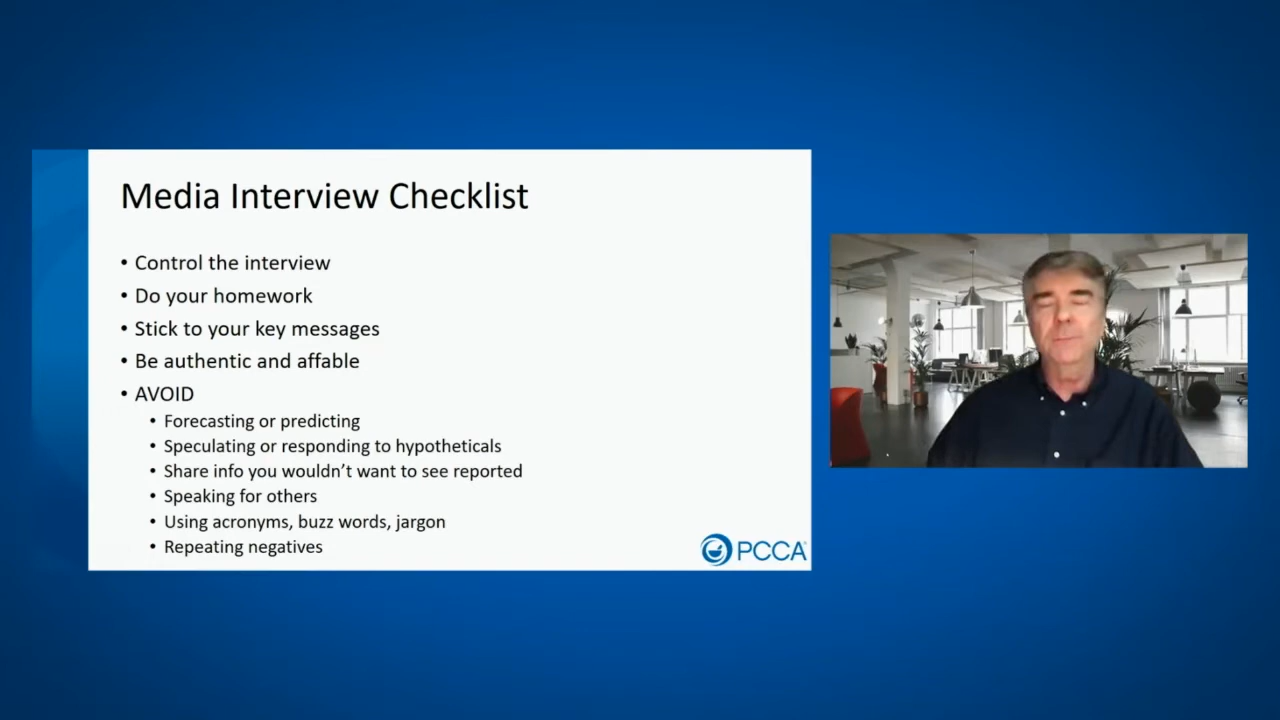 Media Interview Checklist
• Control the interview
• Do your homework
• Stick to your key messages
• Be authentic and affable
• AVOID
• Forecasting or predicting
• Speculating or responding to hypotheticals
• Share info you wouldn’t want to see reported
• Speaking for others
• Using acronyms, buzz words, jargon
• Repeating negatives
PCCA